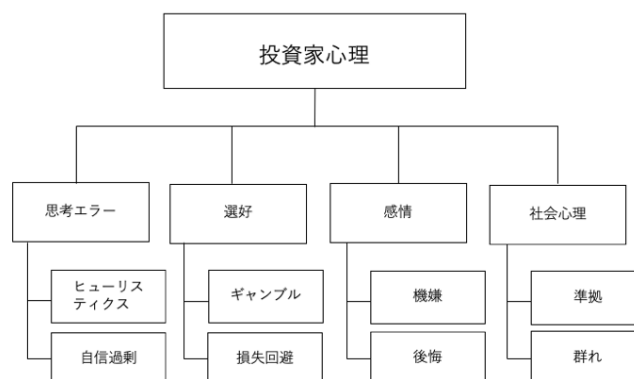 投資家心理
思考エラー
選好
感情
社会心理
ヒューリス
ティクス
ギャンブル
機嫌
準拠
自信過剰
損失回避
後悔
群れ